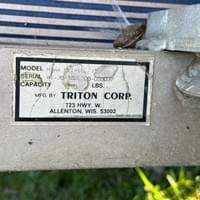 MODEL
SERIAL
CAPACITY LBS.
MFG. BY TRITON CORP.
723 HWY. W.
ALLENTON, WIS. 53002